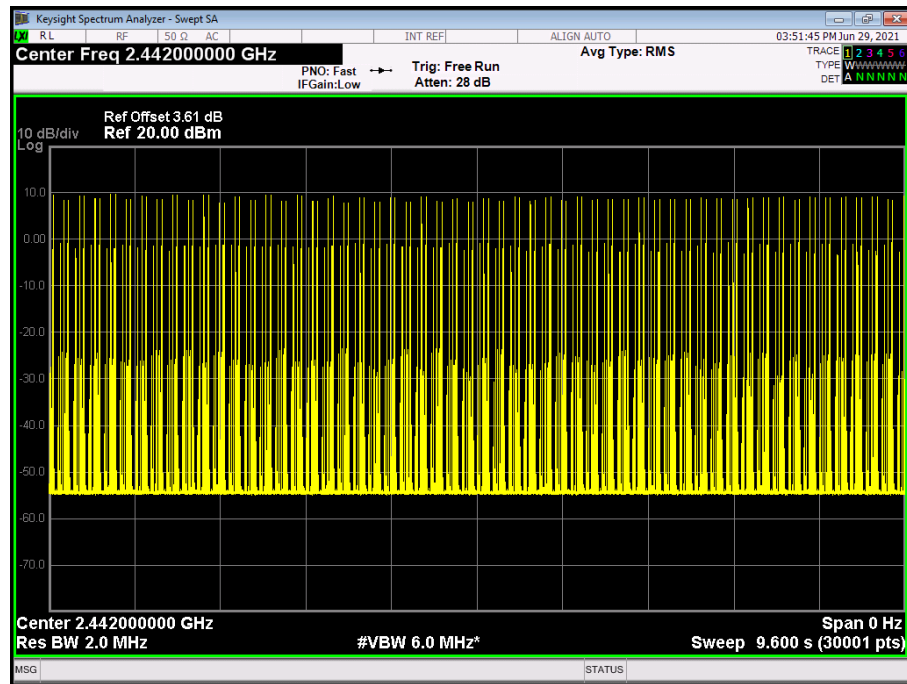 Keysight Spectrum Analyzer - Swept SA
LXI RL RF 50 Ω AC INT REF ALIGN AUTO 03:51:45 PM Jun 29, 2021
Center Freq 2.442000000 GHz Avg Type: RMS TRACE 1 2 3 4 5 6
PNO: Fast Trig: Free Run TYPE WWWWWW
IFGain:Low Atten: 28 dB DET A N N N N N
Ref Offset 3.61 dB
10 dB/div Ref 20.00 dBm
Log
10.0
0.00
-10.0
-20.0
-30.0
-40.0
-50.0
-60.0
-70.0
Center 2.442000000 GHz Span 0 Hz
Res BW 2.0 MHz #VBW 6.0 MHz* Sweep 9.600 s (30001 pts)
MSG STATUS